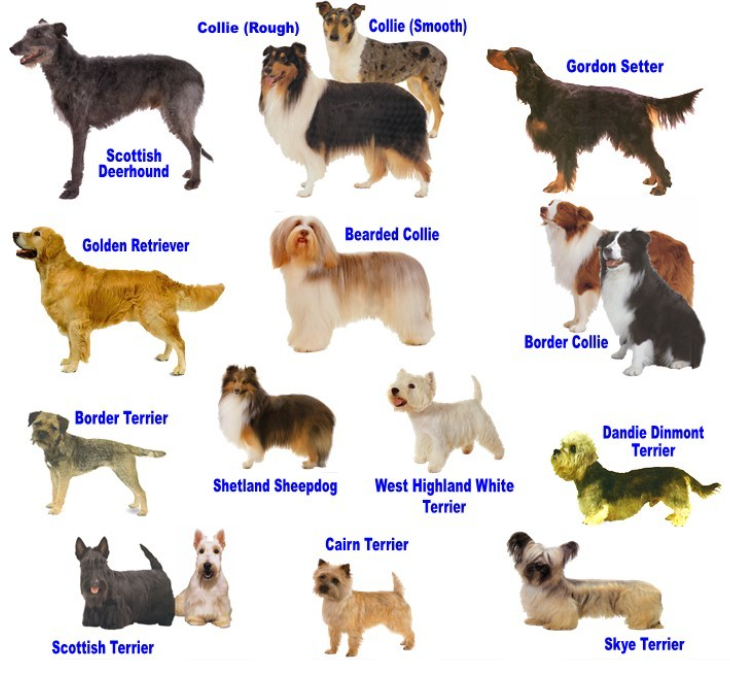 Collie (Rough)
Collie (Smooth)
Gordon Setter
Scottish
Deerhound
Golden Retriever
Bearded Collie
Border Collie
Border Terrier
Shetland Sheepdog
West Highland White
Terrier
Dandie Dinmont
Terrier
Scottish Terrier
Cairn Terrier
Skye Terrier